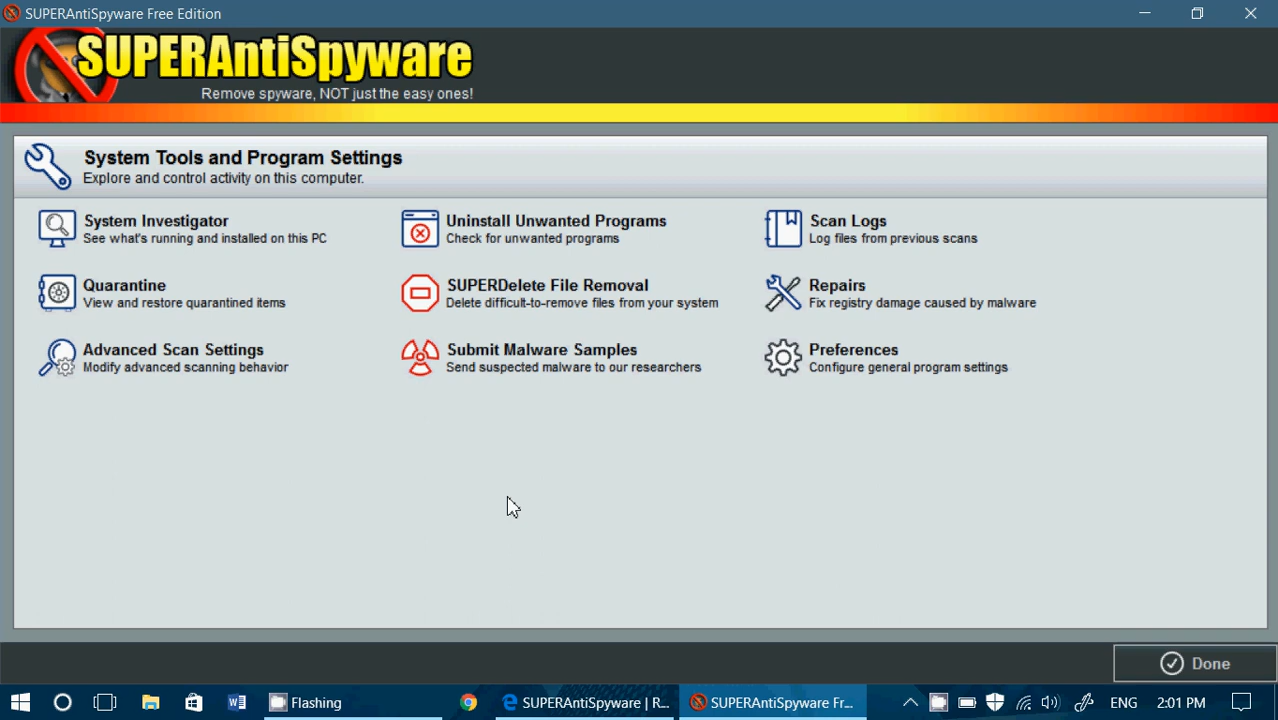 SUPERAntiSpyware Free Edition
SUPERAntiSpyware
Remove spyware, NOT just the easy ones!
System Tools and Program Settings
Explore and control activity on this computer.
System Investigator
See what's running and installed on this PC
Uninstall Unwanted Programs
Check for unwanted programs
Scan Logs
Log files from previous scans
Quarantine
View and restore quarantined items
SUPERDelete File Removal
Delete difficult-to-remove files from your system
Repairs
Fix registry damage caused by malware
Advanced Scan Settings
Modify advanced scanning behavior
Submit Malware Samples
Send suspected malware to our researchers
Preferences
Configure general program settings
Done
Flashing
SUPERAntiSpyware | R...
SUPERAntiSpyware Fr...
ENG
2:01 PM